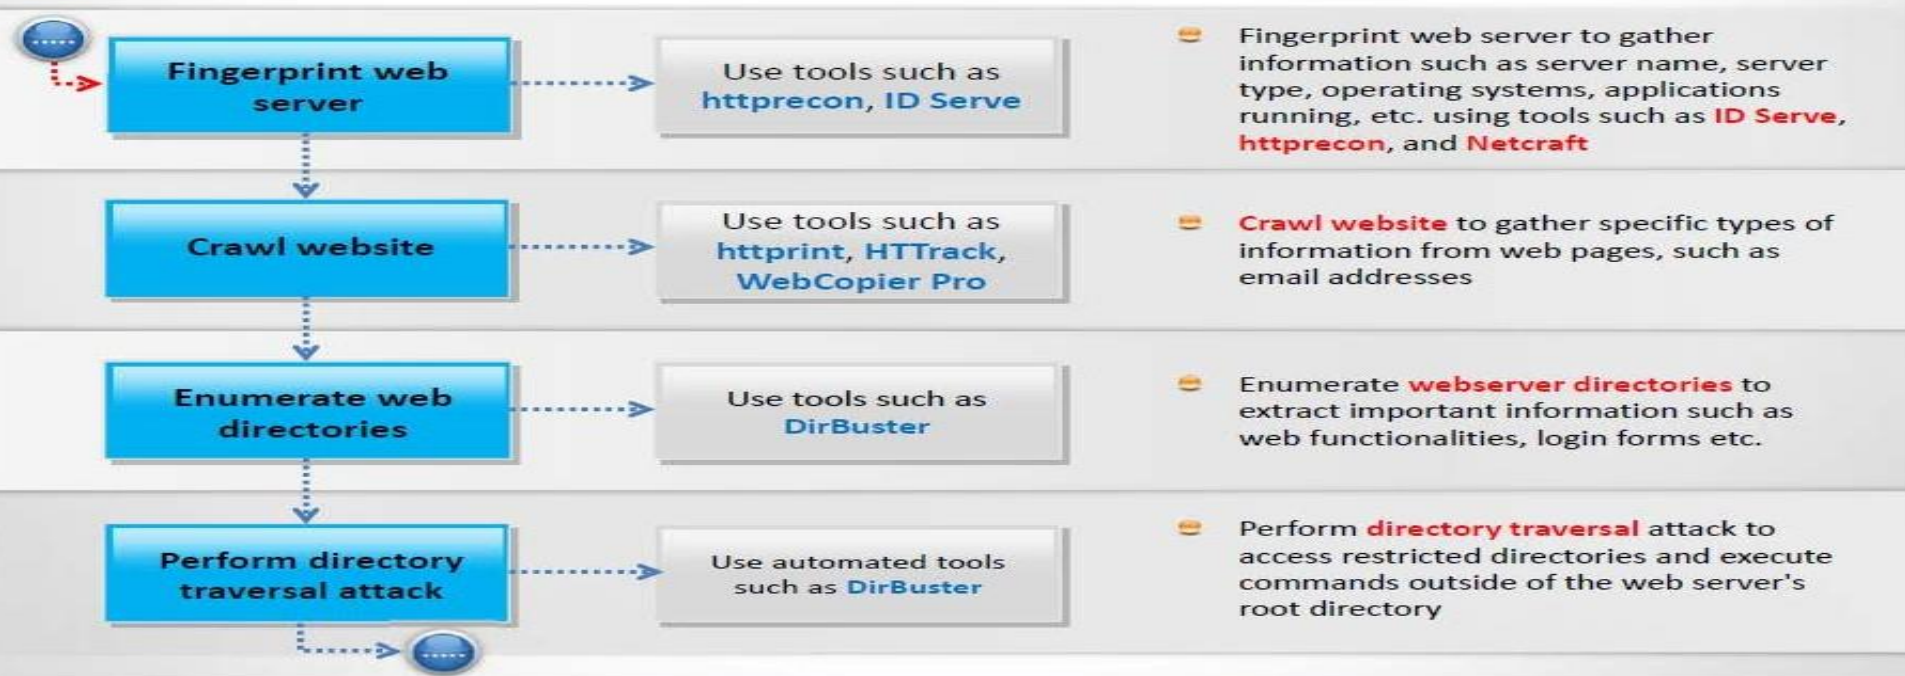 Fingerprint web
server
Use tools such as
httprecon, ID Serve
Fingerprint web server to gather
information such as server name, server
type, operating systems, applications
running, etc. using tools such as ID Serve,
httprecon, and Netcraft
Crawl website
Use tools such as
httprint, HTTrack,
WebCopier Pro
Crawl website to gather specific types of
information from web pages, such as
email addresses
Enumerate web
directories
Use tools such as
DirBuster
Enumerate webserver directories to
extract important information such as
web functionalities, login forms etc.
Perform directory
traversal attack
Use automated tools
such as DirBuster
Perform directory traversal attack to
access restricted directories and execute
commands outside of the web server's
root directory